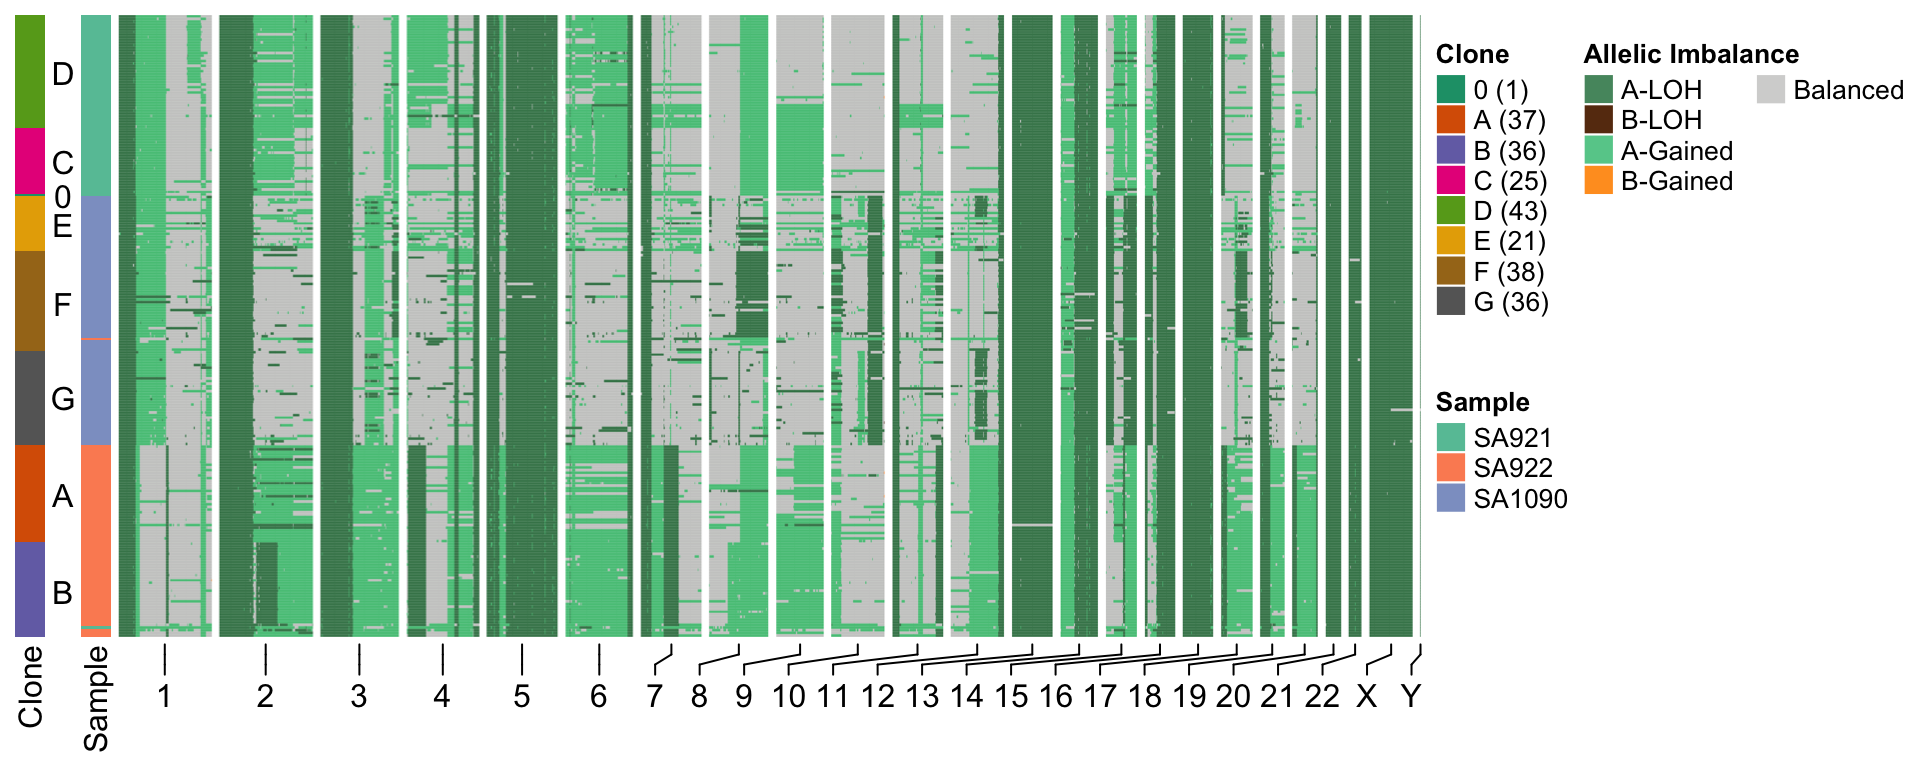 D
C
0
E
F
G
A
B
Clone
Sample
1 2 3 4 5 6 7 8 9 10 11 12 13 14 15 16 17 18 19 20 21 22 X Y
Clone
0 (1)
A (37)
B (36)
C (25)
D (43)
E (21)
F (38)
G (36)
Allelic Imbalance
A-LOH
B-LOH
A-Gained
B-Gained
Balanced
Sample
SA921
SA922
SA1090